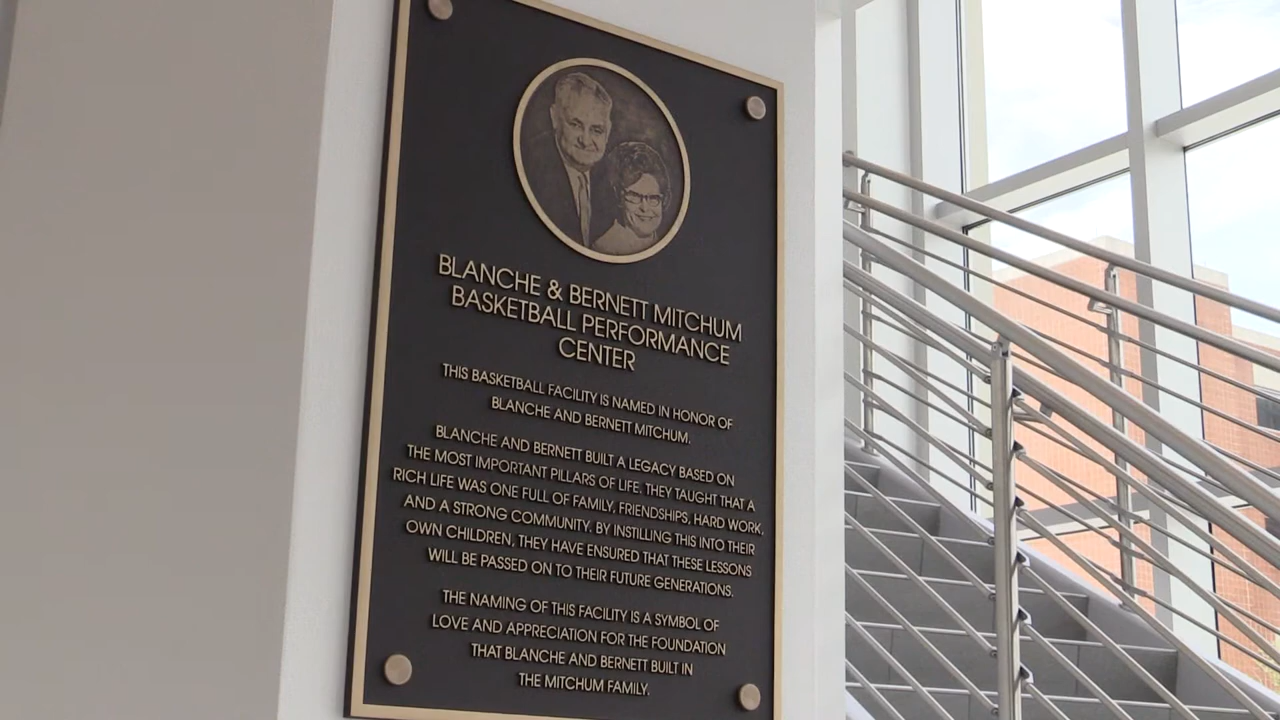 BLANCHE & BERNETT MITCHUM
BASKETBALL PERFORMANCE
CENTER
THIS BASKETBALL FACILITY IS NAMED IN HONOR OF
BLANCHE AND BERNETT MITCHUM.
BLANCHE AND BERNETT BUILT A LEGACY BASED ON
THE MOST IMPORTANT PILLARS OF LIFE. THEY TAUGHT THAT A
RICH LIFE WAS ONE FULL OF FAMILY, FRIENDSHIPS, HARD WORK,
AND A STRONG COMMUNITY. BY INSTILLING THIS INTO THEIR
OWN CHILDREN, THEY HAVE ENSURED THAT THESE LESSONS
WILL BE PASSED ON TO THEIR FUTURE GENERATIONS.
THE NAMING OF THIS FACILITY IS A SYMBOL OF
LOVE AND APPRECIATION FOR THE FOUNDATION
THAT BLANCHE AND BERNETT BUILT IN
THE MITCHUM FAMILY.